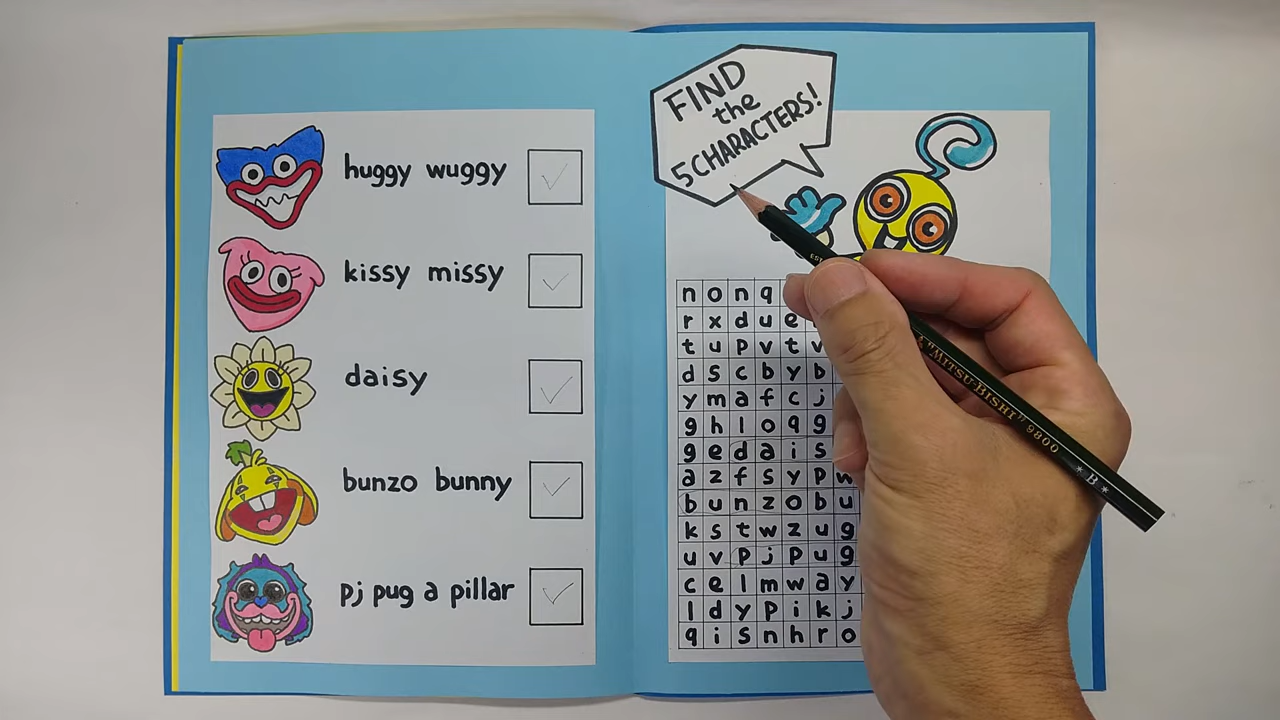 huggy wuggy
kissy missy
daisy
bunzo bunny
pj pug a pillar
FIND
the
5 CHARACTERS!
n o n q
r x d u e
t u p v t v
d s c b y b
y m a f c j
g h l o q g
g e d a i s
a z f s y p w
b u n z o b u
k s t w z u g
u v p j p u g
c e l m w a y
l d y p i k j
q i s n h r o
"MITSU-BISHI" 9800 * B *